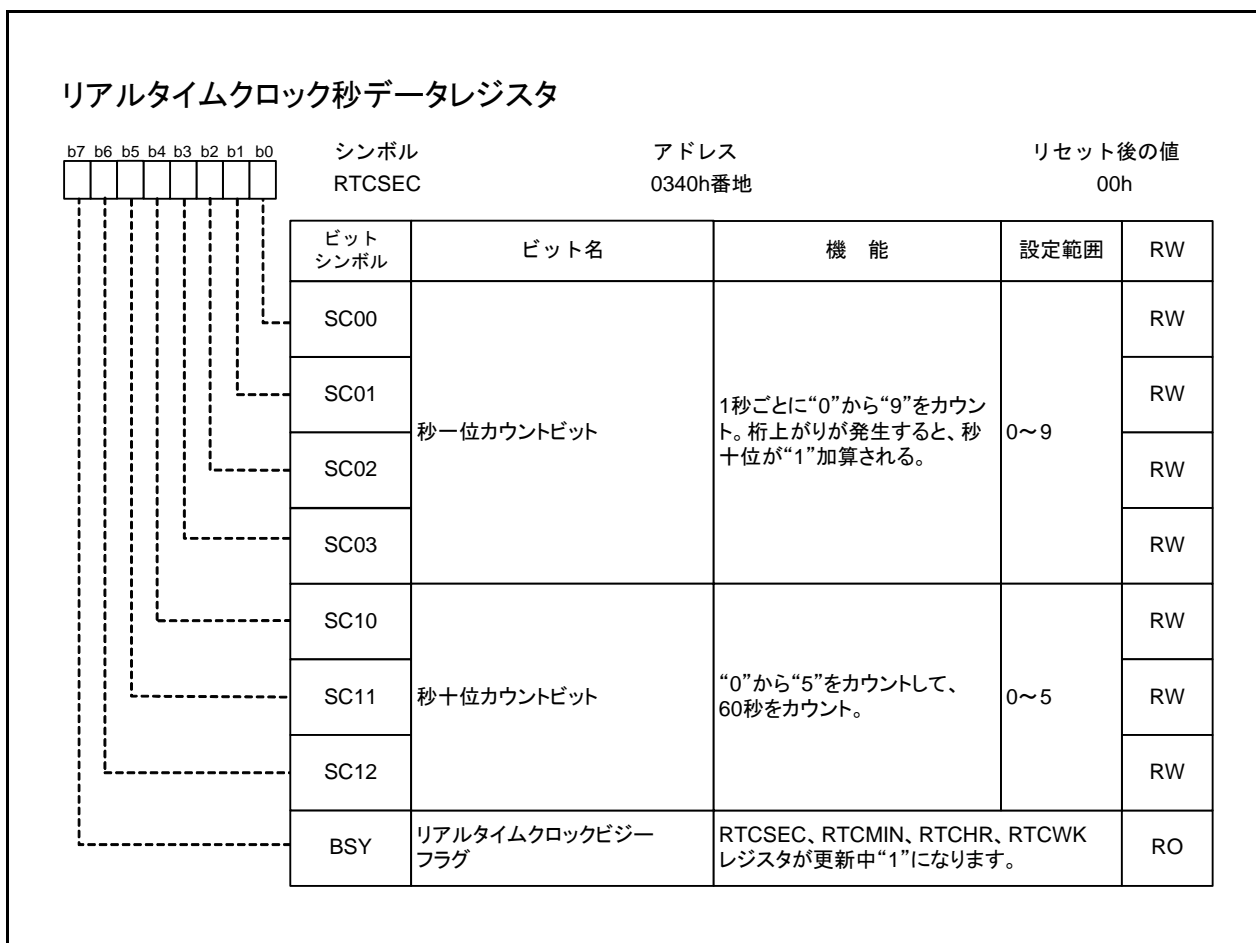 リアルタイムクロック秒データレジスタ
b7 b6 b5 b4 b3 b2 b1 b0
シンボル アドレス リセット後の値
RTCSEC 0340h番地 00h
ビット
シンボル
ビット名 機 能 設定範囲 RW
SC00 RW
SC01 RW
SC02 RW
SC03 RW
秒一位カウントビット
1秒ごとに“0”から“9”をカウン
ト。桁上がりが発生すると、秒
十位が“1”加算される。
0～9
SC10 RW
SC11 RW
SC12 RW
秒十位カウントビット
“0”から“5”をカウントして、
60秒をカウント。
0～5
BSY
リアルタイムクロックビジー
フラグ
RTCSEC、RTCMIN、RTCHR、RTCWK
レジスタが更新中“1”になります。
RO